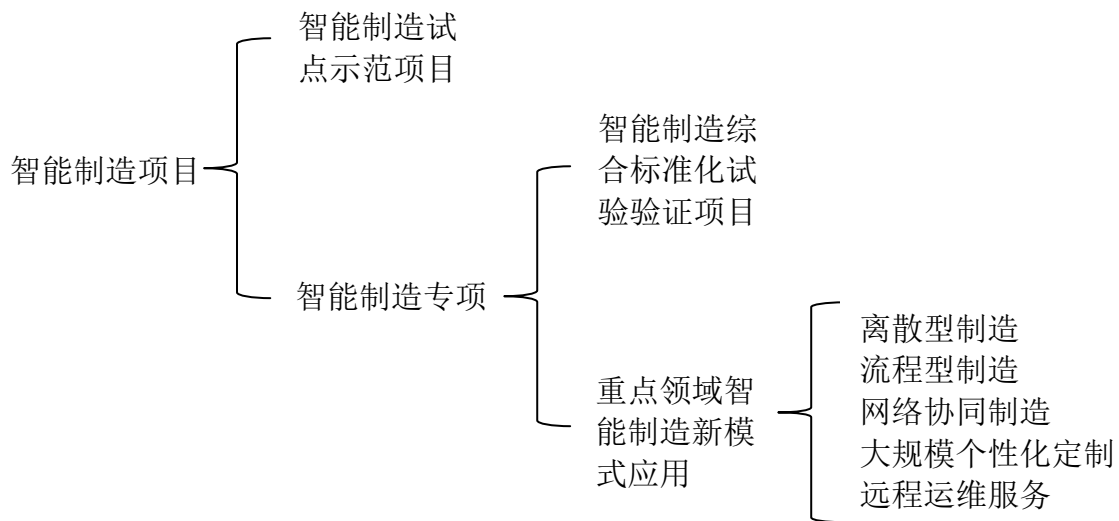 智能制造试
点示范项目
智能制造项目
智能制造综
合标准化试
验验证项目
智能制造专项
离散型制造
流程型制造
重点领域智
能制造新模
式应用
网络协同制造
大规模个性化定制
远程运维服务